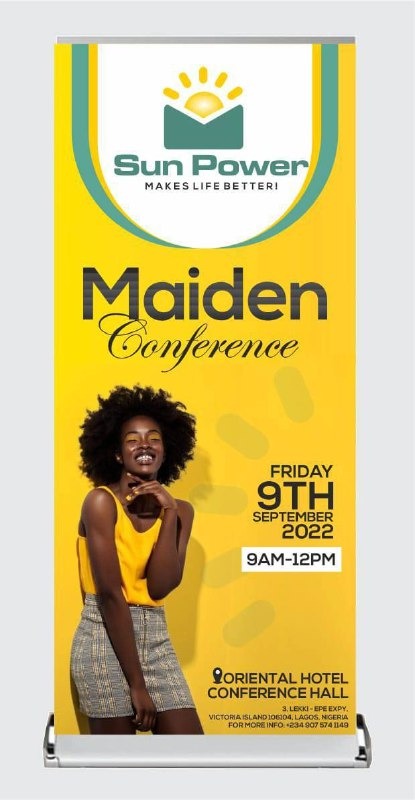 Sun Power
MAKES LIFE BETTER!
Maiden
Conference
FRIDAY
9TH
SEPTEMBER
2022
9AM-12PM
ORIENTAL HOTEL
CONFERENCE HALL
3, LEKKI - EPE EXPY,
VICTORIA ISLAND 106104, LAGOS, NIGERIA
FOR MORE INFO: +234 907 574 1149